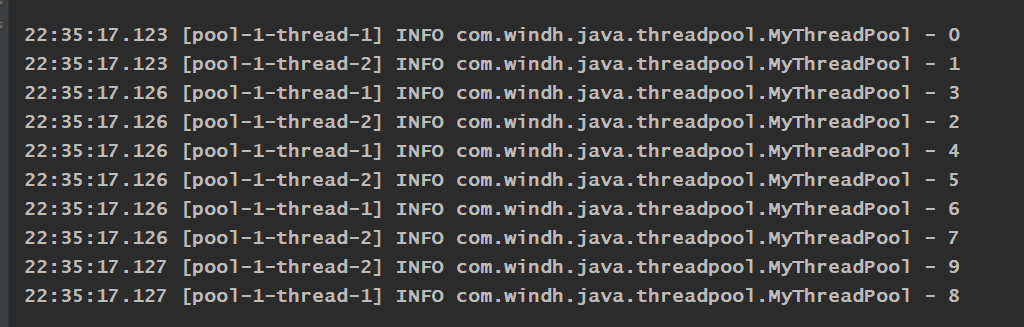 22:35:17.123 [pool-1-thread-1] INFO com.windh.java.threadpool.MyThreadPool - 0
22:35:17.123 [pool-1-thread-2] INFO com.windh.java.threadpool.MyThreadPool - 1
22:35:17.126 [pool-1-thread-1] INFO com.windh.java.threadpool.MyThreadPool - 3
22:35:17.126 [pool-1-thread-2] INFO com.windh.java.threadpool.MyThreadPool - 2
22:35:17.126 [pool-1-thread-1] INFO com.windh.java.threadpool.MyThreadPool - 4
22:35:17.126 [pool-1-thread-2] INFO com.windh.java.threadpool.MyThreadPool - 5
22:35:17.126 [pool-1-thread-1] INFO com.windh.java.threadpool.MyThreadPool - 6
22:35:17.126 [pool-1-thread-2] INFO com.windh.java.threadpool.MyThreadPool - 7
22:35:17.127 [pool-1-thread-2] INFO com.windh.java.threadpool.MyThreadPool - 9
22:35:17.127 [pool-1-thread-1] INFO com.windh.java.threadpool.MyThreadPool - 8